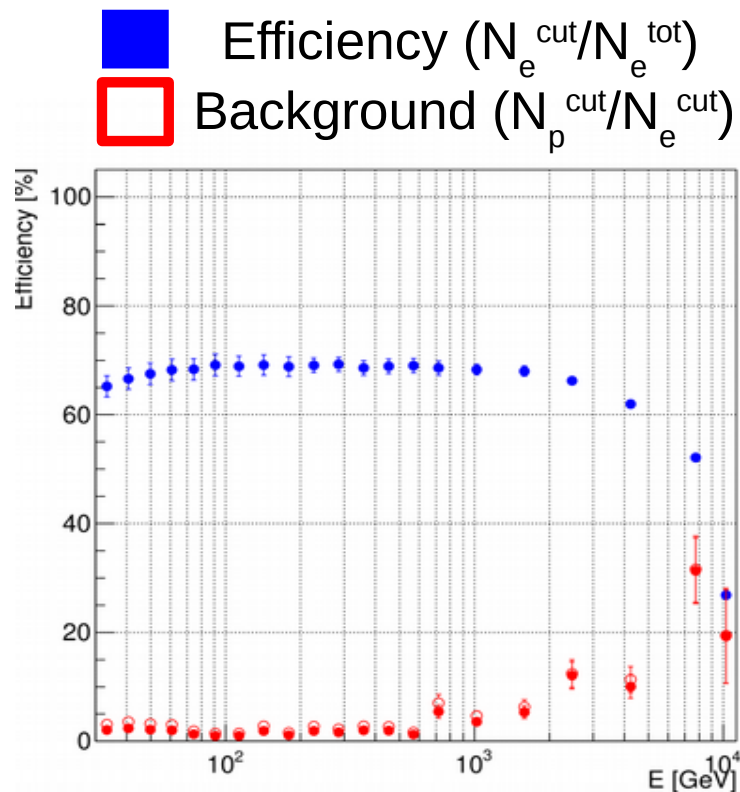 Efficiency (Nₑᶜᵘᵗ/Nₑᵗᵒᵗ)
Background (Nₚᶜᵘᵗ/Nₑᶜᵘᵗ)
Efficiency [%]
100
80
60
40
20
0
10²
10³
10⁴
E [GeV]